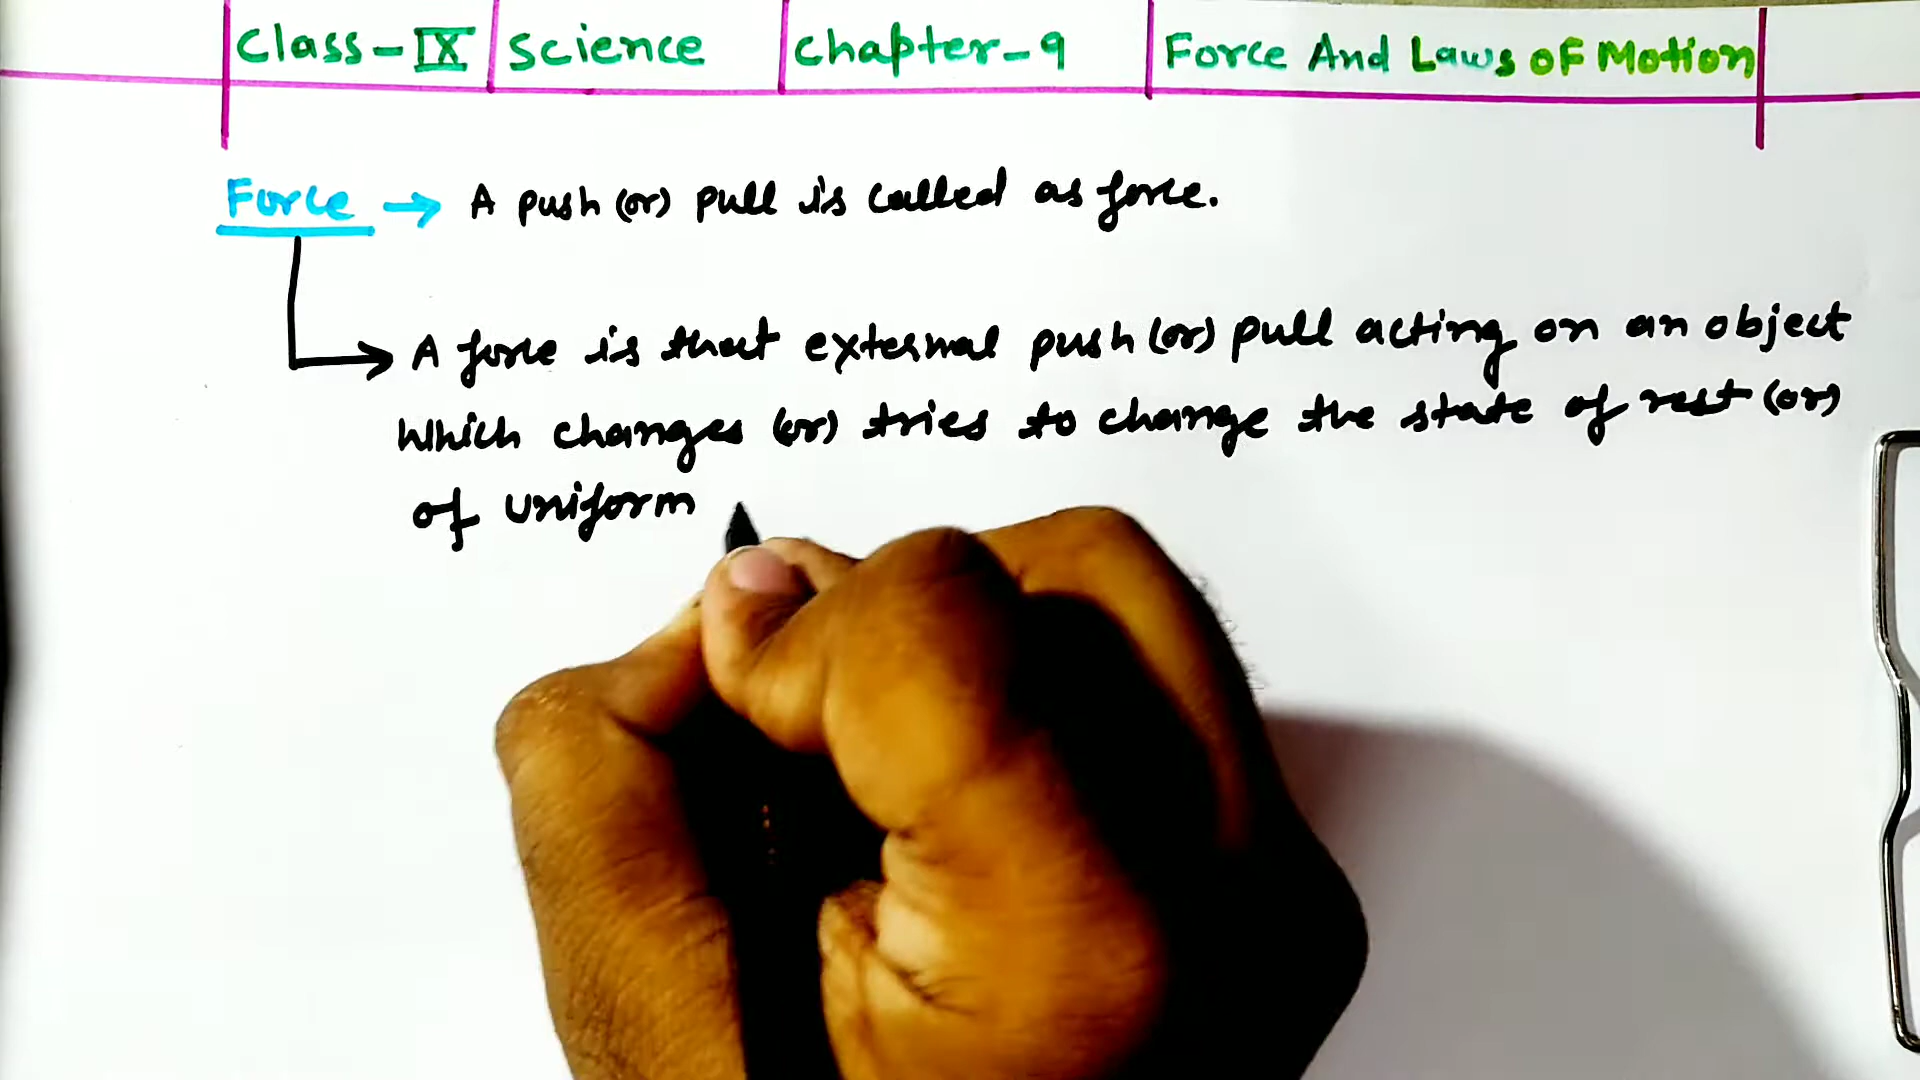 Class-IX Science Chapter-9 Force And Laws of Motion
Force → A push (or) pull is called as force.
A force is that external push (or) pull acting on an object
which changes (or) tries to change the state of rest (or)
of uniform